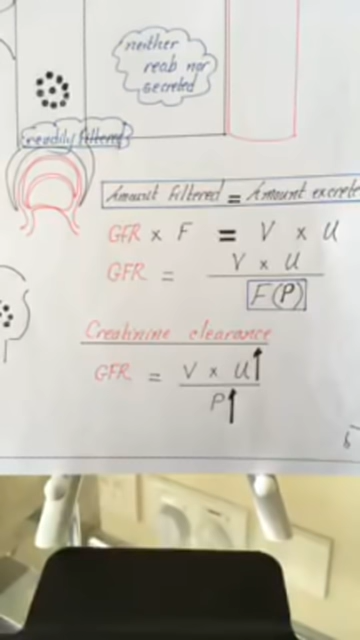 neither
reab nor
secreted
readily filtered
Amount filtered = Amount excrete
GFR x F = V x U
GFR = V x U
F(P)
Creatinine clearance
GFR = V x U↑
P↑